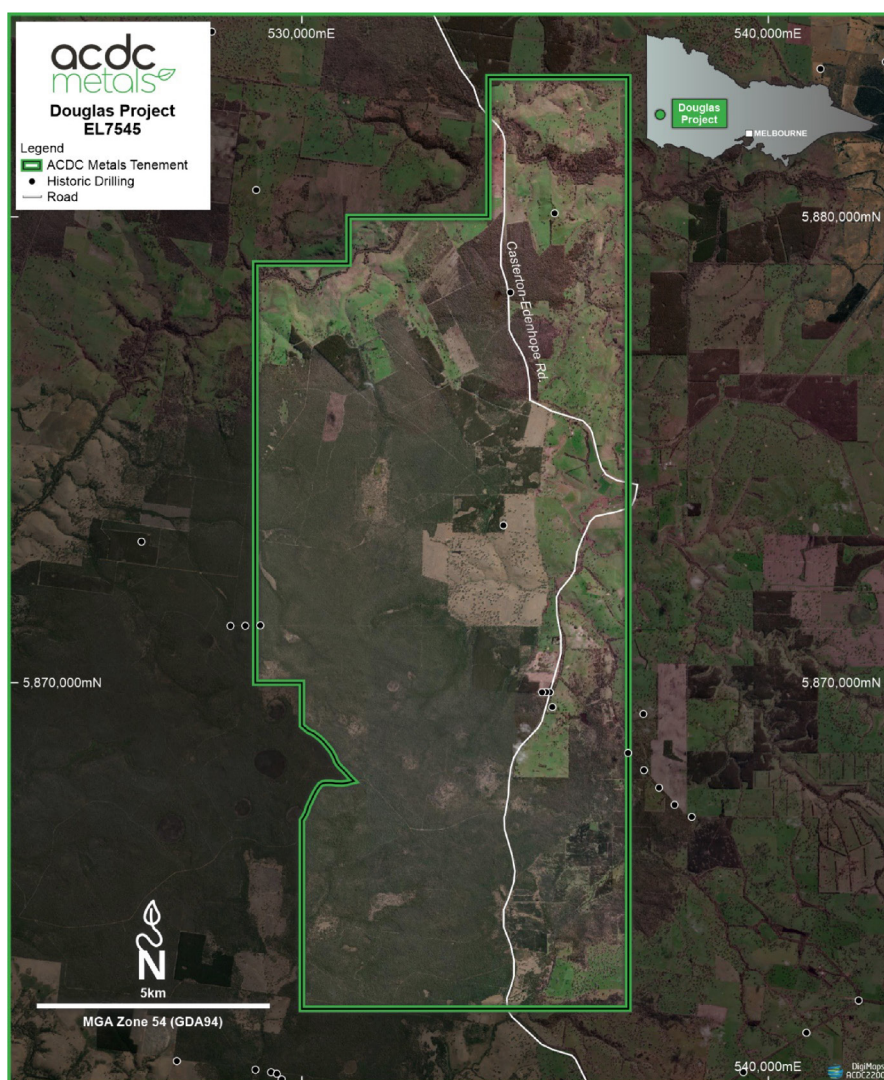 530,000mE
540,000mE
acdc
metals
Douglas Project
EL7545
Legend
ACDC Metals Tenement
Historic Drilling
Road
Douglas
Project
MELBOURNE
5,880,000mN
Casterton-Edenhope Rd.
5,870,000mN
5,870,000mN
N
5km
MGA Zone 54 (GDA94)
540,000mE
DigiMaps